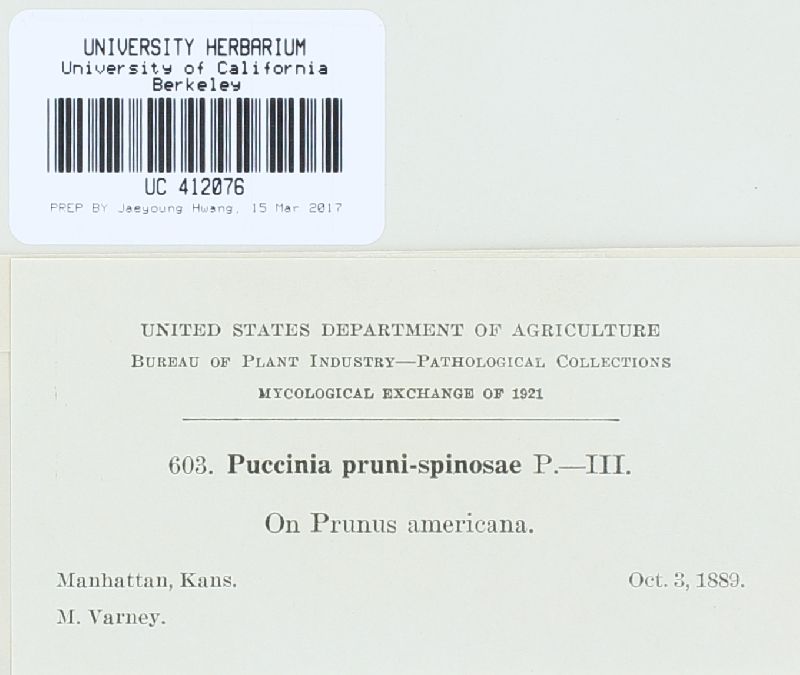 UNIVERSITY HERBARIUM
University of California
Berkeley
UC 412076
PREP BY Jaeyoung Hwang, 15 Mar 2017
UNITED STATES DEPARTMENT OF AGRICULTURE
BUREAU OF PLANT INDUSTRY—PATHOLOGICAL COLLECTIONS
MYCOLOGICAL EXCHANGE OF 1921
603. Puccinia pruni-spinosae P.—III.
On Prunus americana.
Manhattan, Kans. Oct. 3, 1889.
M. Varney.